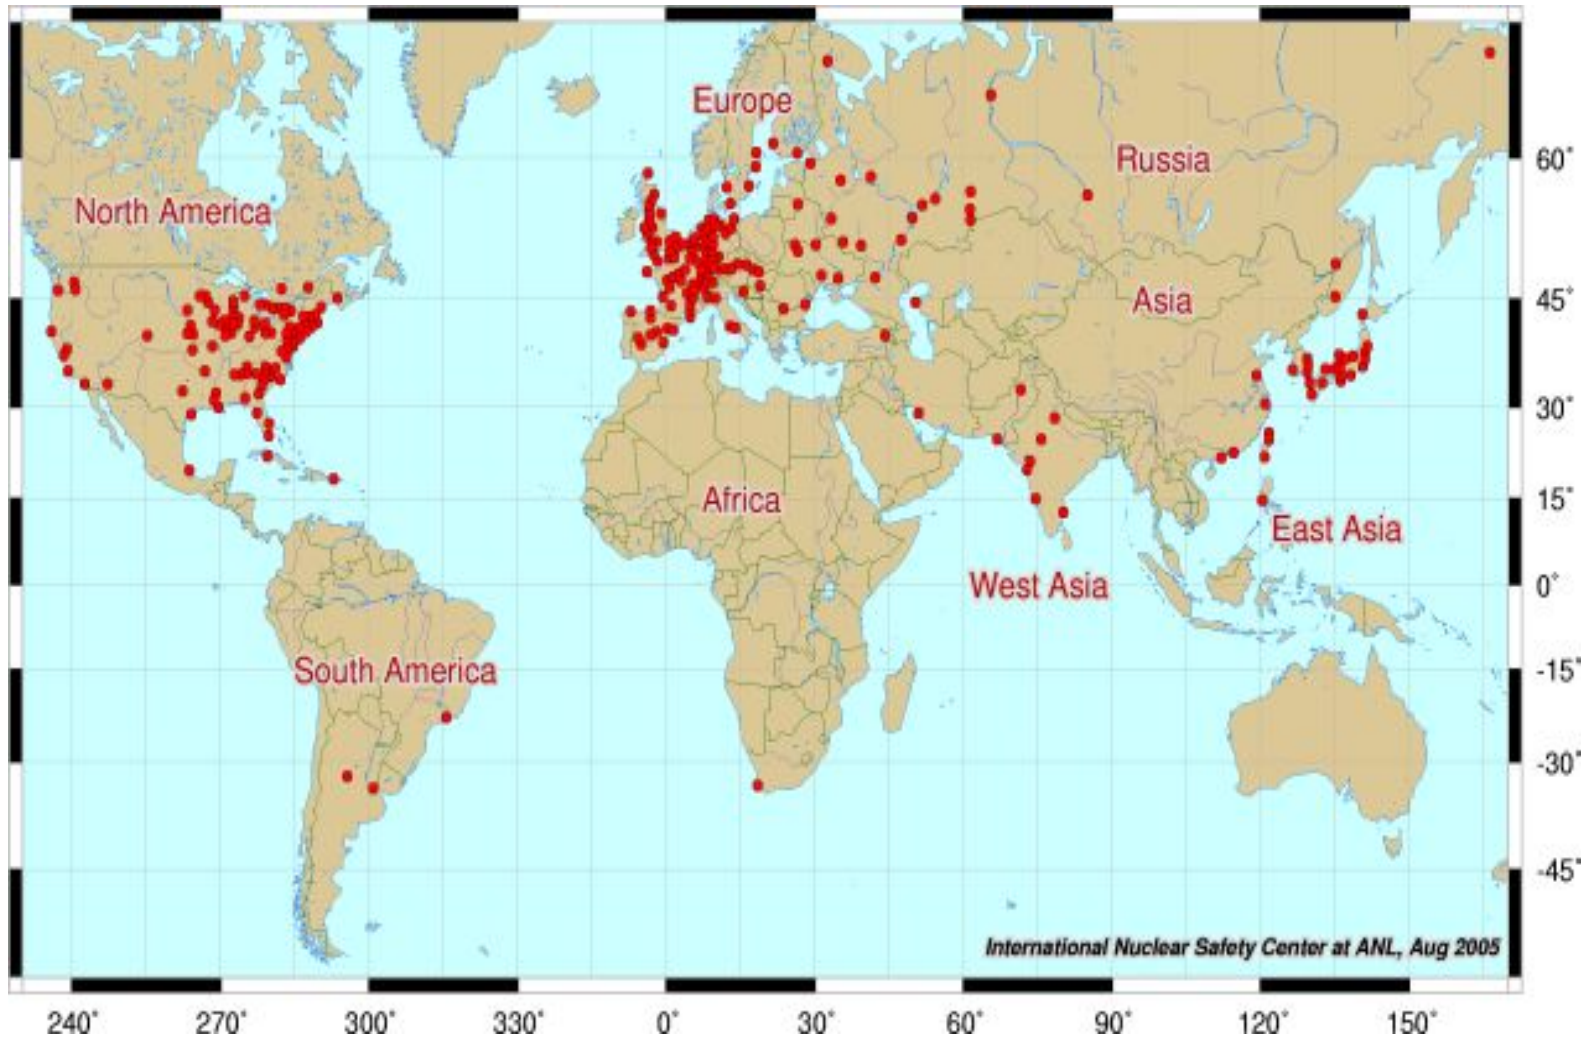 Europe
60°
Russia
North America
Asia
45°
30°
Africa
15°
East Asia
West Asia
0°
South America
-15°
-30°
-45°
International Nuclear Safety Center at ANL, Aug 2005
240° 270° 300° 330° 0° 30° 60° 90° 120° 150°